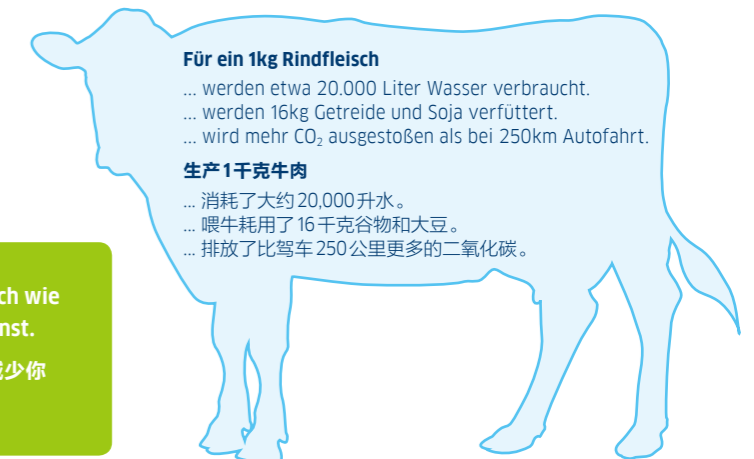 Für ein 1kg Rindfleisch
... werden etwa 20.000 Liter Wasser verbraucht.
... werden 16kg Getreide und Soja verfüttert.
... wird mehr CO₂ ausgestoßen als bei 250km Autofahrt.
生产1千克牛肉
... 消耗了大约20,000升水。
... 喂牛耗用了16千克谷物和大豆。
... 排放了比驾车250公里更多的二氧化碳。
wie
少你